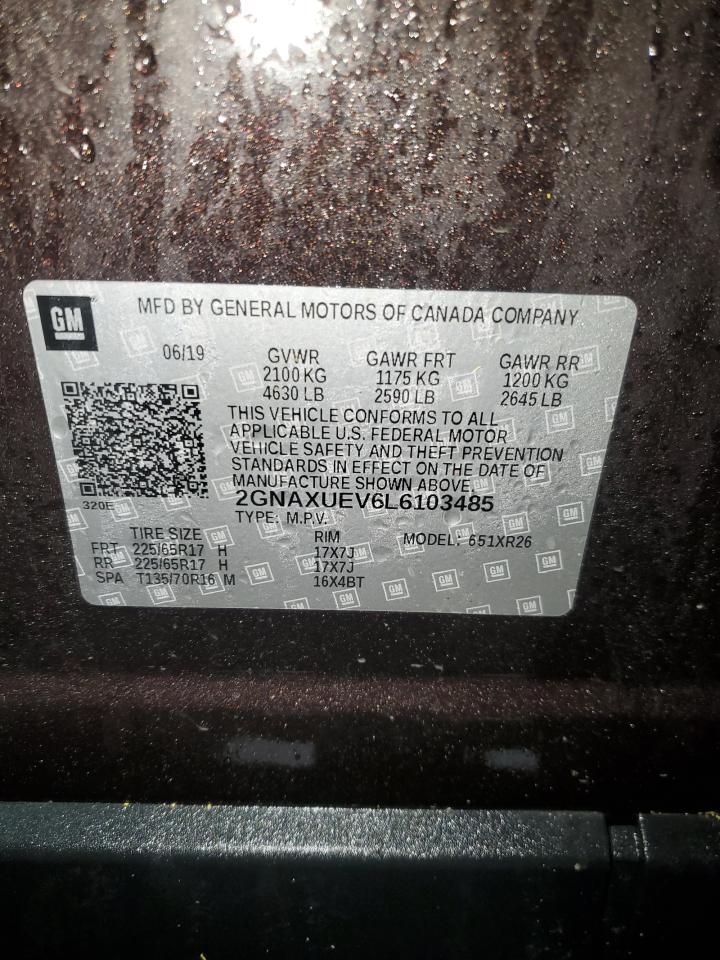 GM
MFD BY GENERAL MOTORS OF CANADA COMPANY
06/19 GVWR GAWR FRT GAWR RR
2100 KG 1175 KG 1200 KG
4630 LB 2590 LB 2645 LB
THIS VEHICLE CONFORMS TO ALL
APPLICABLE U.S. FEDERAL MOTOR
VEHICLE SAFETY AND THEFT PREVENTION
STANDARDS IN EFFECT ON THE DATE OF
MANUFACTURE SHOWN ABOVE.
320E 2GNAXUEV6L6103485
TYPE: M.P.V.
TIRE SIZE RIM MODEL: 651XR26
FRT 225/65R17 H 17X7J
RR 225/65R17 H 17X7J
SPA T135/70R16 M 16X4BT